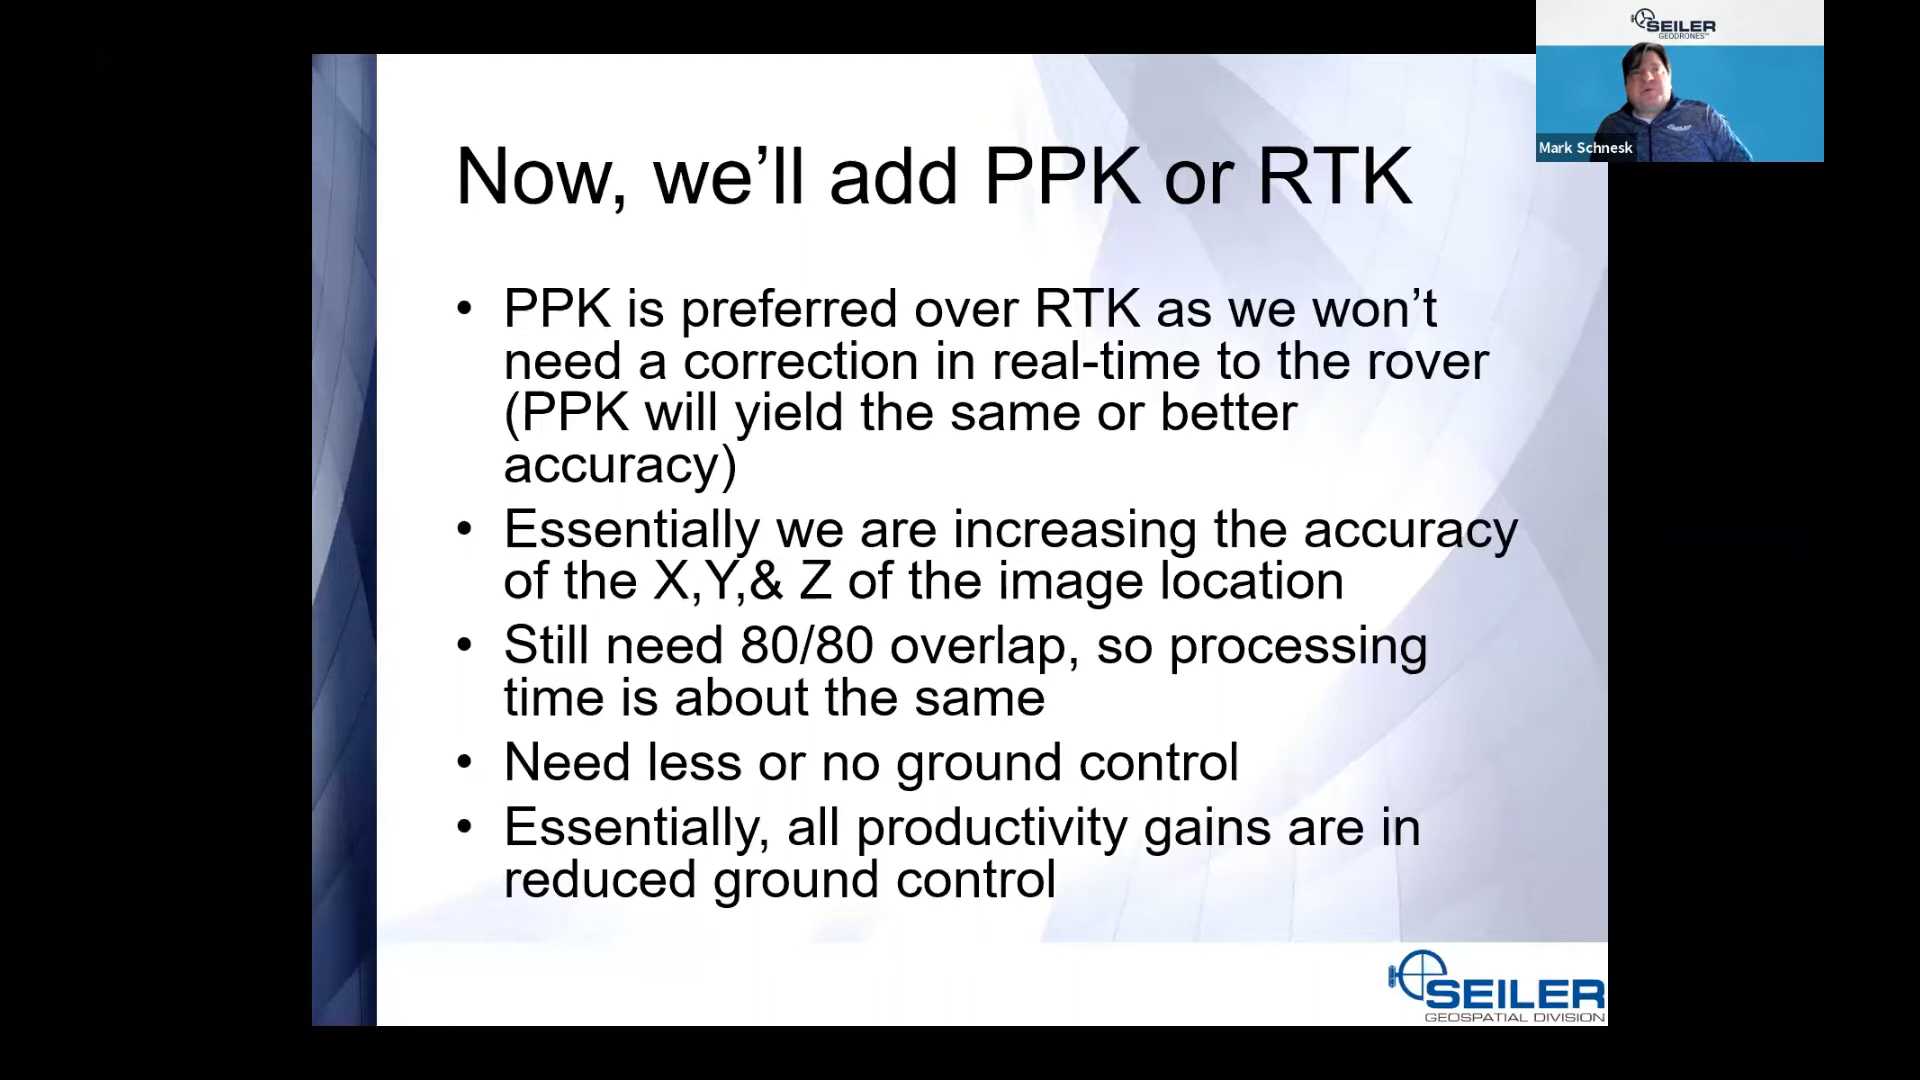 SEILER
GEODRONES™
SEILER
Mark Schnesk
Now, we’ll add PPK or RTK
• PPK is preferred over RTK as we won’t
need a correction in real-time to the rover
(PPK will yield the same or better
accuracy)
• Essentially we are increasing the accuracy
of the X,Y,& Z of the image location
• Still need 80/80 overlap, so processing
time is about the same
• Need less or no ground control
• Essentially, all productivity gains are in
reduced ground control
SEILER
GEOSPATIAL DIVISION